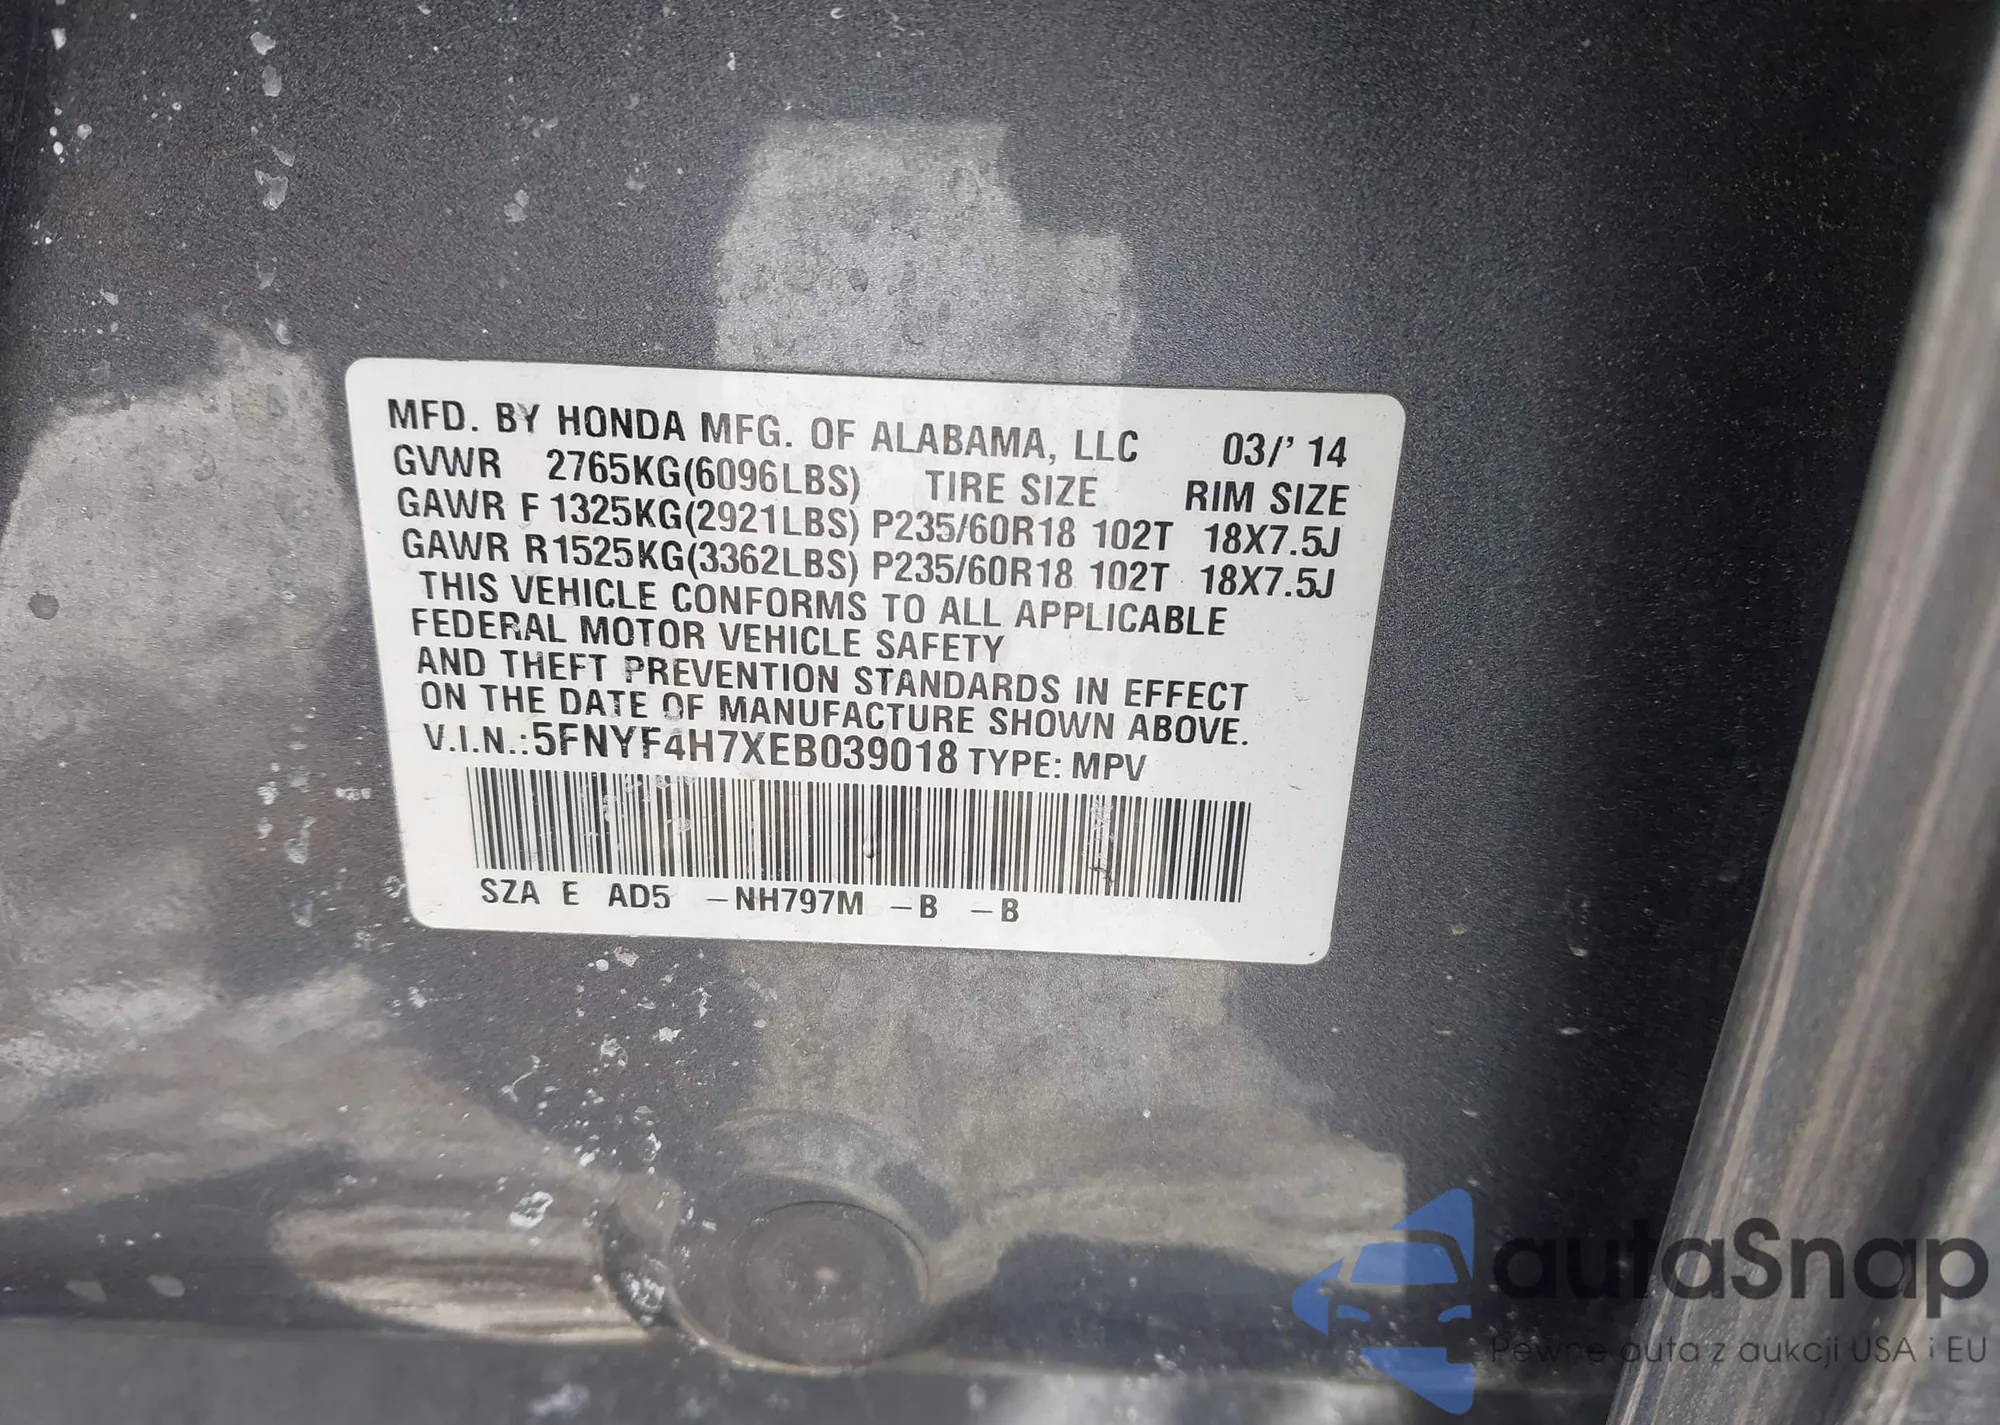 MFD. BY HONDA MFG. OF ALABAMA, LLC 03/' 14
GVWR 2765KG(6096LBS) TIRE SIZE RIM SIZE
GAWR F 1325KG(2921LBS) P235/60R18 102T 18X7.5J
GAWR R1525KG(3362LBS) P235/60R18 102T 18X7.5J
THIS VEHICLE CONFORMS TO ALL APPLICABLE
FEDERAL MOTOR VEHICLE SAFETY
AND THEFT PREVENTION STANDARDS IN EFFECT
ON THE DATE OF MANUFACTURE SHOWN ABOVE.
V.I.N.:5FNYF4H7XEB039018 TYPE: MPV
SZA E AD5 -NH797M -B -B
autaSnap
Pewne auta z aukcji USA i EU